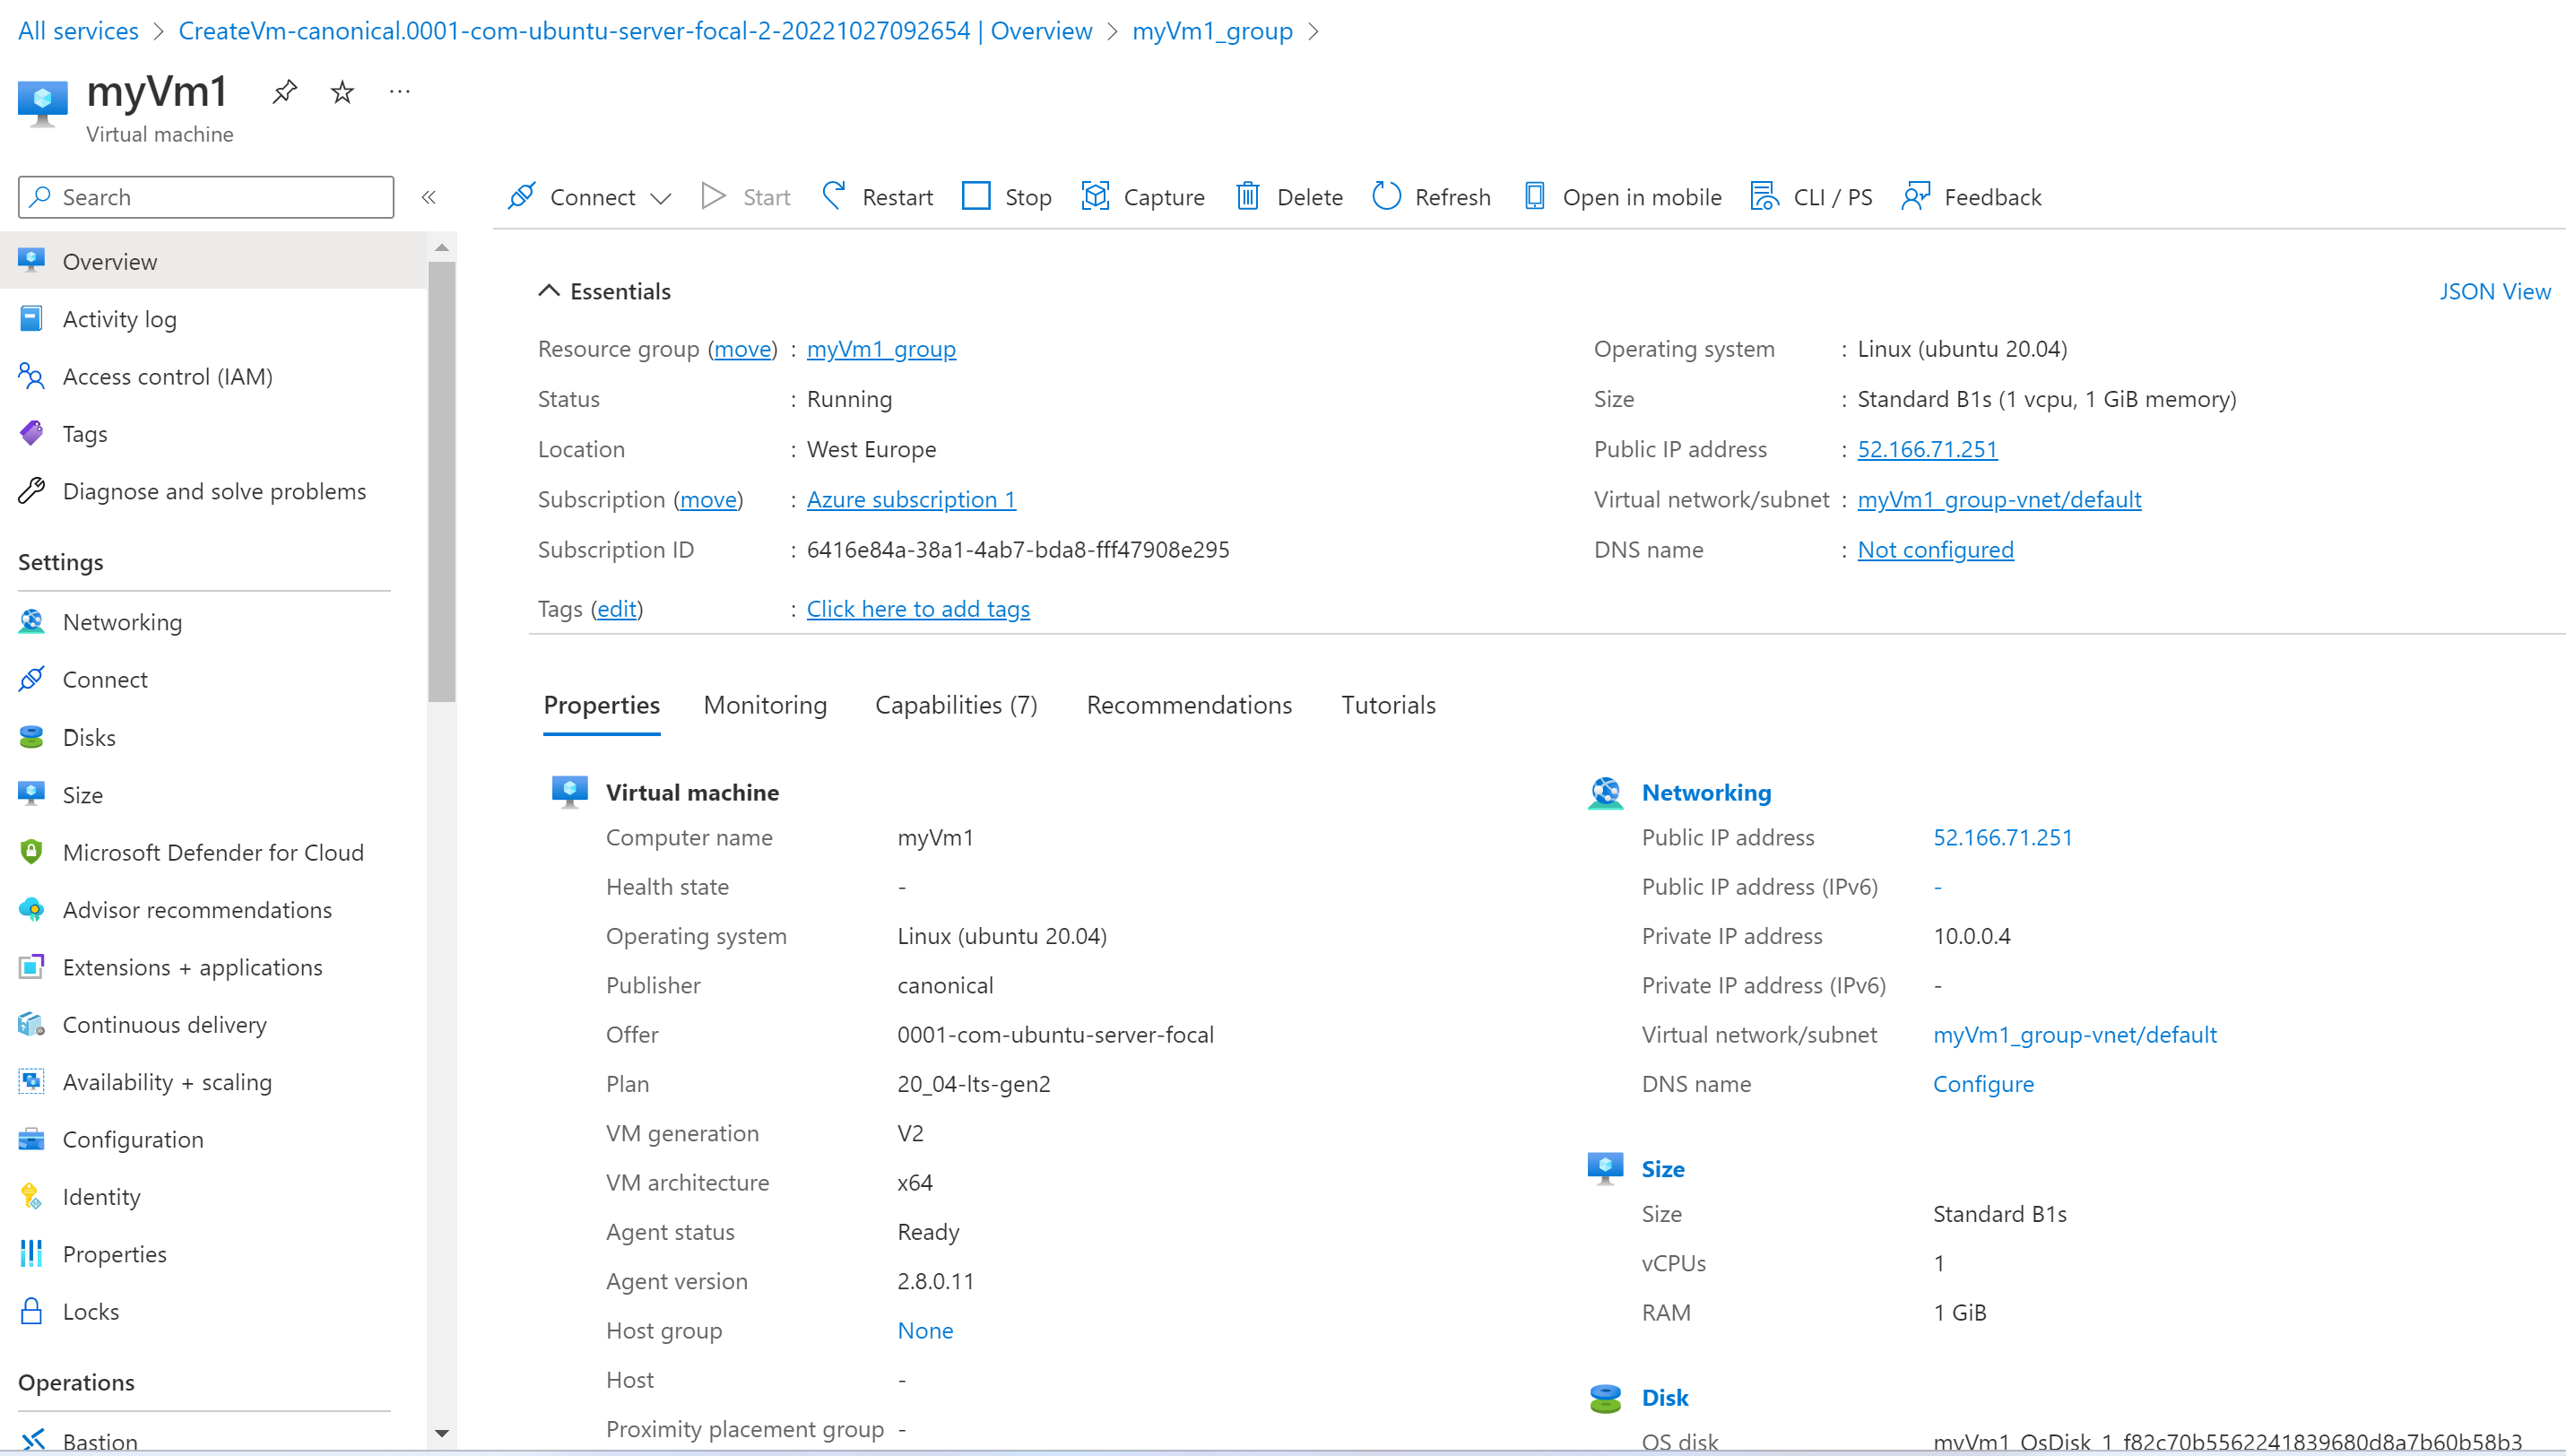 All services > CreateVm-canonical.0001-com-ubuntu-server-focal-2-20221027092654 | Overview > myVm1_group >
myVm1
Virtual machine
Search
Connect Start Restart Stop Capture Delete Refresh Open in mobile CLI / PS Feedback
Overview
Activity log
Access control (IAM)
Tags
Diagnose and solve problems
Settings
Networking
Connect
Disks
Size
Microsoft Defender for Cloud
Advisor recommendations
Extensions + applications
Continuous delivery
Availability + scaling
Configuration
Identity
Properties
Locks
Operations
Bastion
Essentials
JSON View
Resource group (move) : myVm1_group
Status : Running
Location : West Europe
Subscription (move) : Azure subscription 1
Subscription ID : 6416e84a-38a1-4ab7-bda8-fff47908e295
Tags (edit) : Click here to add tags
Operating system : Linux (ubuntu 20.04)
Size : Standard B1s (1 vcpu, 1 GiB memory)
Public IP address : 52.166.71.251
Virtual network/subnet : myVm1_group-vnet/default
DNS name : Not configured
Properties Monitoring Capabilities (7) Recommendations Tutorials
Virtual machine
Computer name myVm1
Health state -
Operating system Linux (ubuntu 20.04)
Publisher canonical
Offer 0001-com-ubuntu-server-focal
Plan 20_04-lts-gen2
VM generation V2
VM architecture x64
Agent status Ready
Agent version 2.8.0.11
Host group None
Host -
Proximity placement group -
Networking
Public IP address 52.166.71.251
Public IP address (IPv6) -
Private IP address 10.0.0.4
Private IP address (IPv6) -
Virtual network/subnet myVm1_group-vnet/default
DNS name Configure
Size
Size Standard B1s
vCPUs 1
RAM 1 GiB
Disk
OS disk myVm1_OsDisk_1_f82c70b5562241839680d8a7b60b58b3